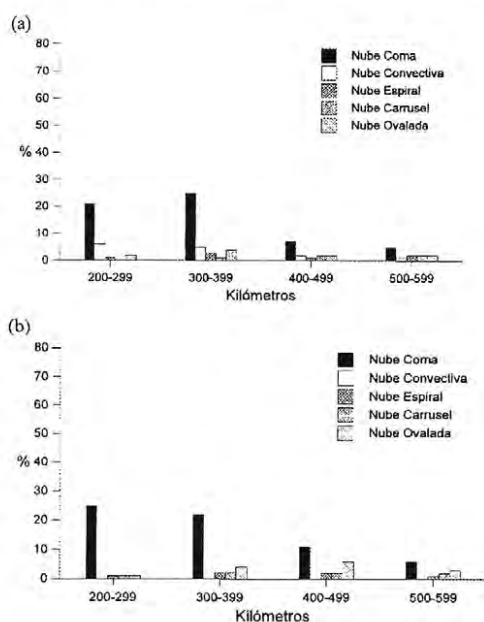 (a)
80
70
60
50
% 40
30
20
10
0
Nube Coma
Nube Convectiva
Nube Espiral
Nube Carrusel
Nube Ovalada
200-299 300-399 400-499 500-599
Kilómetros
(b)
80
70
60
50
% 40
30
20
10
0
Nube Coma
Nube Convectiva
Nube Espiral
Nube Carrusel
Nube Ovalada
200-299 300-399 400-499 500-599
Kilómetros